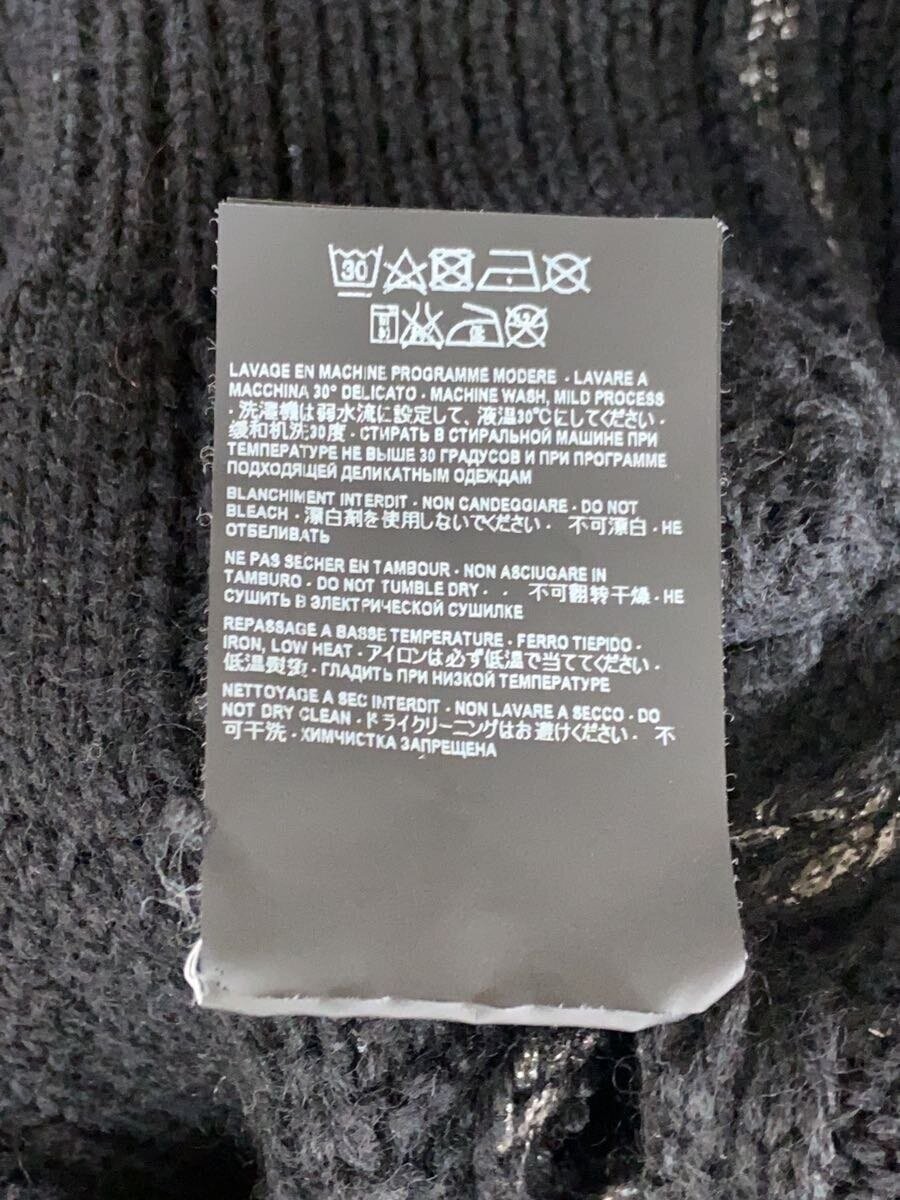 30
LAVAGE EN MACHINE PROGRAMME MODERE · LAVARE A
MACCHINA 30° DELICATO · MACHINE WASH, MILD PROCESS
· 洗濯機は弱水流に設定して、液温30℃にしてください ·
缓和机洗30度 · СТИРАТЬ В СТИРАЛЬНОЙ МАШИНЕ ПРИ
ТЕМПЕРАТУРЕ НЕ ВЫШЕ 30 ГРАДУСОВ И ПРИ ПРОГРАММЕ
ПОДХОДЯЩЕЙ ДЕЛИКАТНЫМ ОДЕЖДАМ
BLANCHIMENT INTERDIT · NON CANDEGGIARE · DO NOT
BLEACH ·漂白剤を使用しないでください · 不可漂白 · НЕ
ОТБЕЛИВАТЬ
NE PAS SECHER EN TAMBOUR · NON ASCIUGARE IN
TAMBURO · DO NOT TUMBLE DRY · · 不可翻转干燥 · НЕ
СУШИТЬ В ЭЛЕКТРИЧЕСКОЙ СУШИЛКЕ
REPASSAGE A BASSE TEMPERATURE · FERRO TIEPIDO ·
IRON, LOW HEAT · アイロンは必ず低温で当ててください ·
低温熨烫 · ГЛАДИТЬ ПРИ НИЗКОЙ ТЕМПЕРАТУРЕ
NETTOYAGE A SEC INTERDIT · NON LAVARE A SECCO · DO
NOT DRY CLEAN · ドライクリーニングはお避けください · 不
可干洗 · ХИМЧИСТКА ЗАПРЕЩЕНА